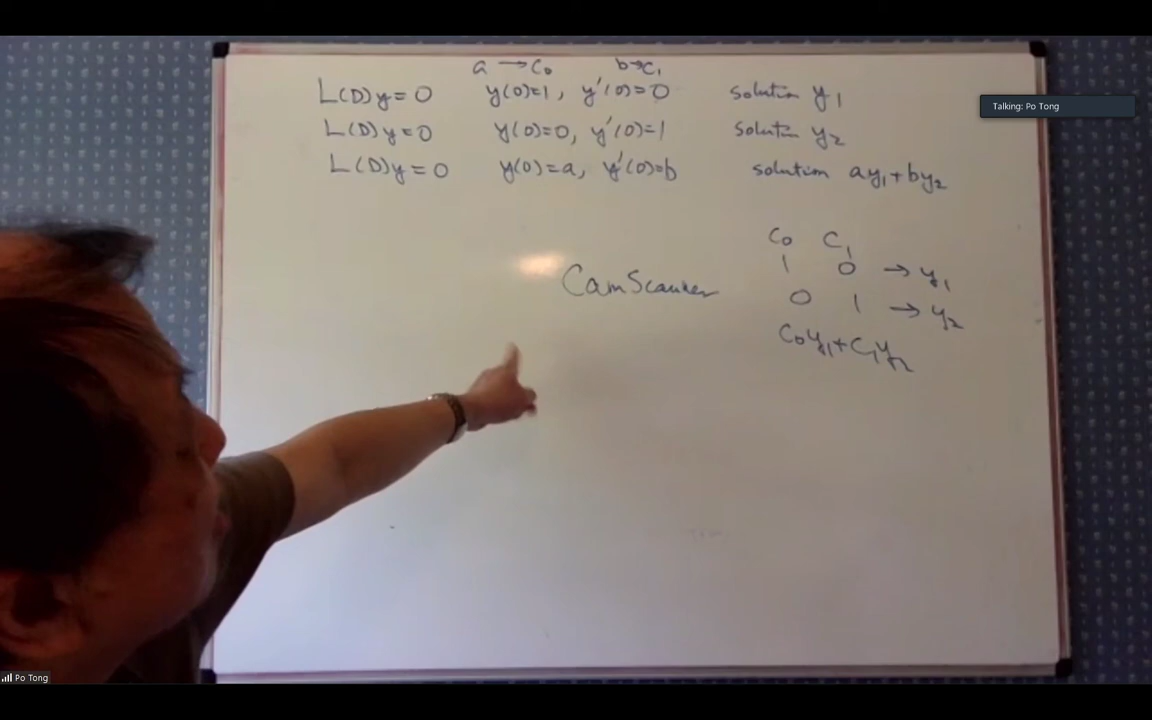 a → C₀ b → C₁
L(D)y = 0 y(0)=1, y'(0)=0 solution y₁
L(D)y = 0 y(0)=0, y'(0)=1 solution y₂
L(D)y = 0 y(0)=a, y'(0)=b solution ay₁+by₂
C₀ C₁
1 0 → y₁
0 1 → y₂
C₀y₁+C₁y₂
CamScanner
Talking: Po Tong
Po Tong